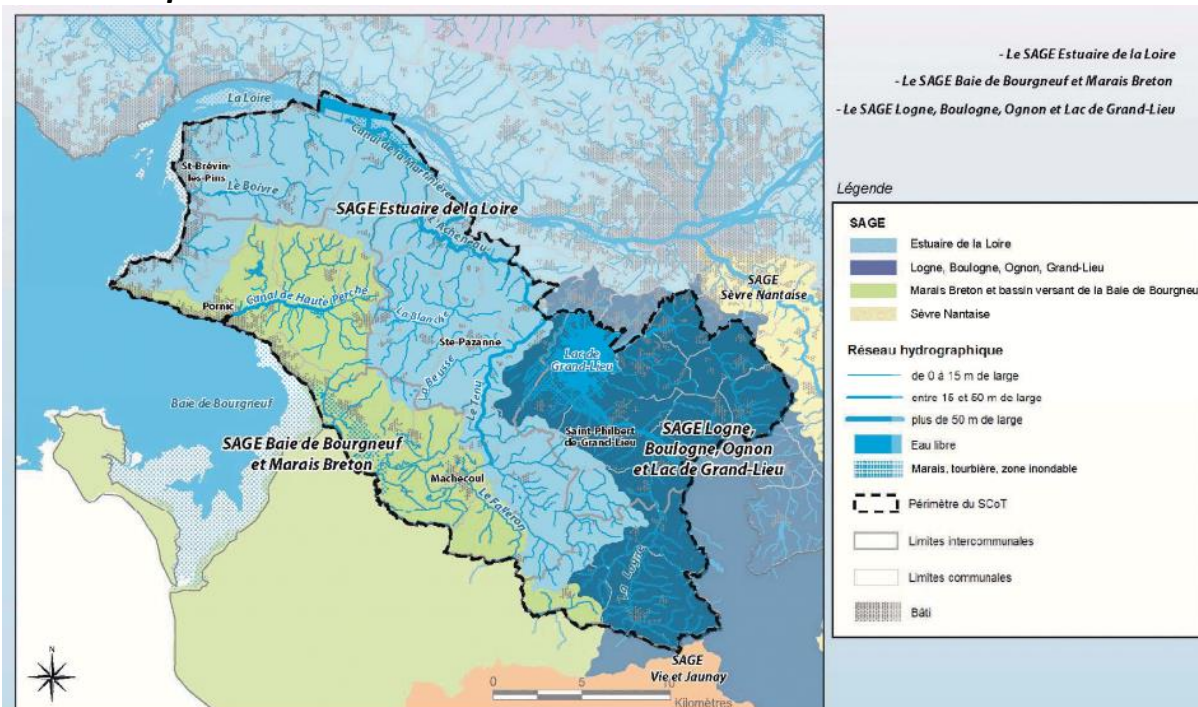 - Le SAGE Estuaire de la Loire
- Le SAGE Baie de Bourgneuf et Marais Breton
- Le SAGE Logne, Boulogne, Ognon et Lac de Grand-Lieu
La Loire
Canal de la Martinière
St-Brévin-
les-Pins
Le Boivre
SAGE Estuaire de la Loire
L'Acheneau
SAGE
Sèvre Nantaise
Pornic
Canal de Haute Perche
La Blanche
Ste-Pazanne
Lac de
Grand-Lieu
La Beusse
Le Tenu
Baie de Bourgneuf
SAGE Baie de Bourgneuf
et Marais Breton
Saint-Philbert
de-Grand-Lieu
SAGE Logne,
Boulogne, Ognon
et Lac de Grand-Lieu
Machecoul
Le Falleron
La Logne
SAGE
Vie et Jaunay
N
0 5 10
Kilomètres
Légende
SAGE
Estuaire de la Loire
Logne, Boulogne, Ognon, Grand-Lieu
Marais Breton et bassin versant de la Baie de Bourgneu
Sèvre Nantaise
Réseau hydrographique
de 0 à 15 m de large
entre 15 et 50 m de large
plus de 50 m de large
Eau libre
Marais, tourbière, zone inondable
Périmètre du SCoT
Limites intercommunales
Limites communales
Bâti